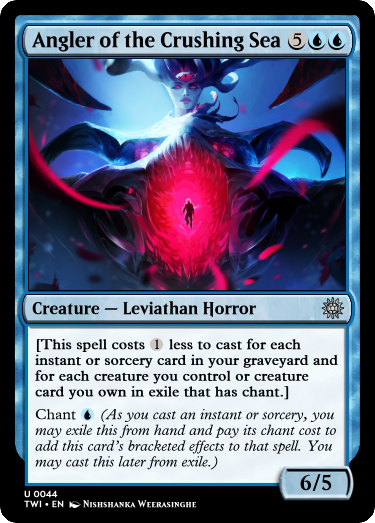 Angler of the Crushing Sea 5
Creature — Leviathan Horror
[This spell costs 1 less to cast for each
instant or sorcery card in your graveyard and
for each creature you control or creature
card you own in exile that has chant.]
Chant (As you cast an instant or sorcery, you
may exile this from hand and pay its chant cost to
add this card's bracketed effects to that spell. You
may cast this later from exile.)
6/5
U 0044
TWI • EN Nishshanka Weerasinghe